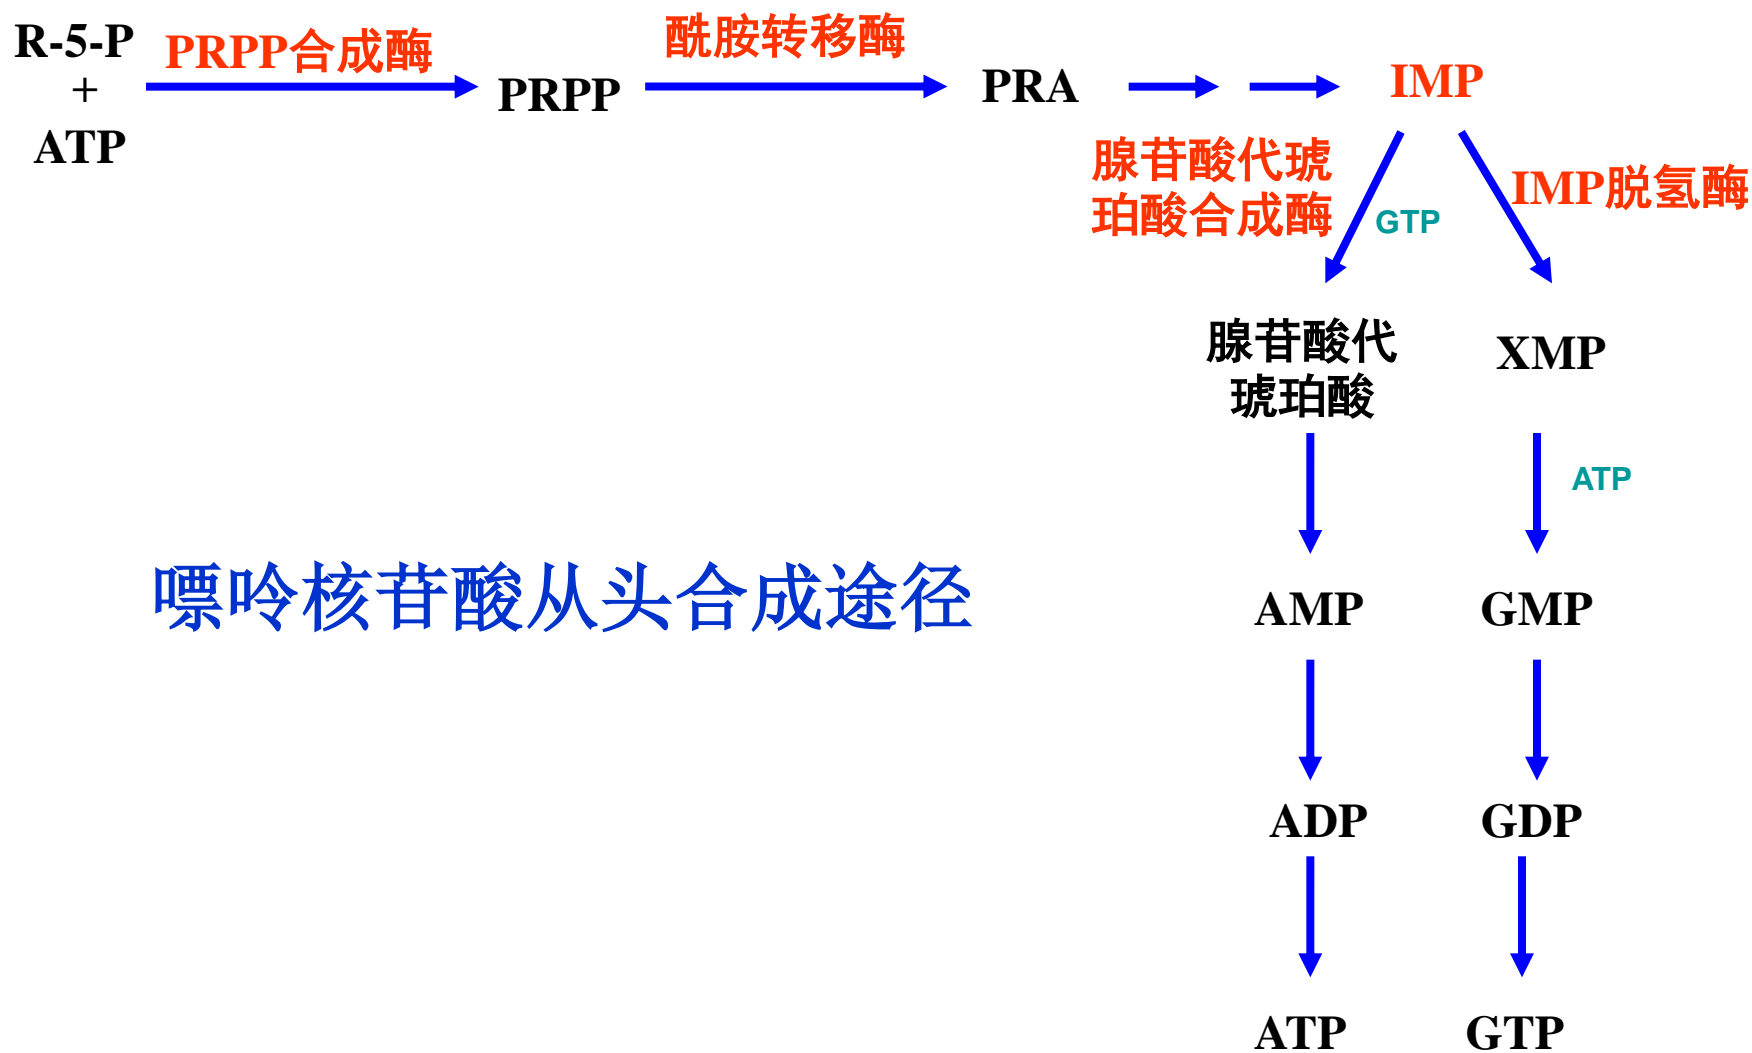 R-5-P
+
ATP
PRPP合成酶
PRPP
酰胺转移酶
PRA
IMP
腺苷酸代琥
珀酸合成酶
GTP
IMP脱氢酶
腺苷酸代
琥珀酸
XMP
ATP
嘌呤核苷酸从头合成途径
AMP
GMP
ADP
GDP
ATP
GTP